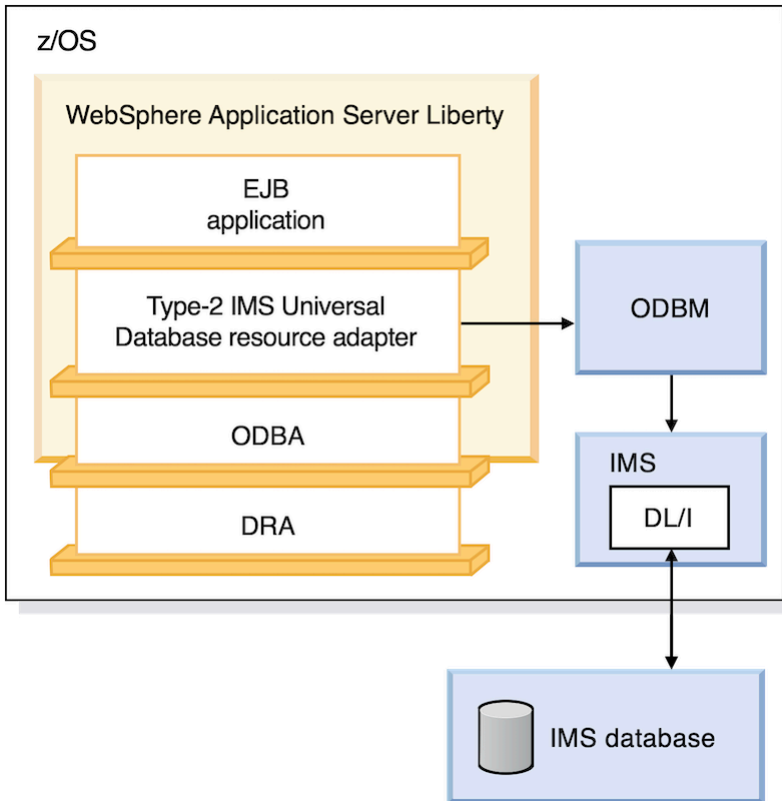 z/OS
WebSphere Application Server Liberty
EJB
application
Type-2 IMS Universal
Database resource adapter
ODBM
ODBA
IMS
DL/I
DRA
IMS database